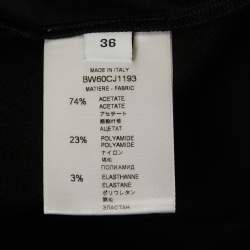 36
MADE IN ITALY
BW60CJ1193
MATIERE - FABRIC
74% ACETATE
ACETATE
アセテート
醋酯纤维
ACETAT
23% POLYAMIDE
POLYAMIDE
ナイロン
锦纶
ПОЛИАМИД
3% ELASTHANNE
ELASTANE
ポリウレタン
氨纶
ЭЛАСТАН